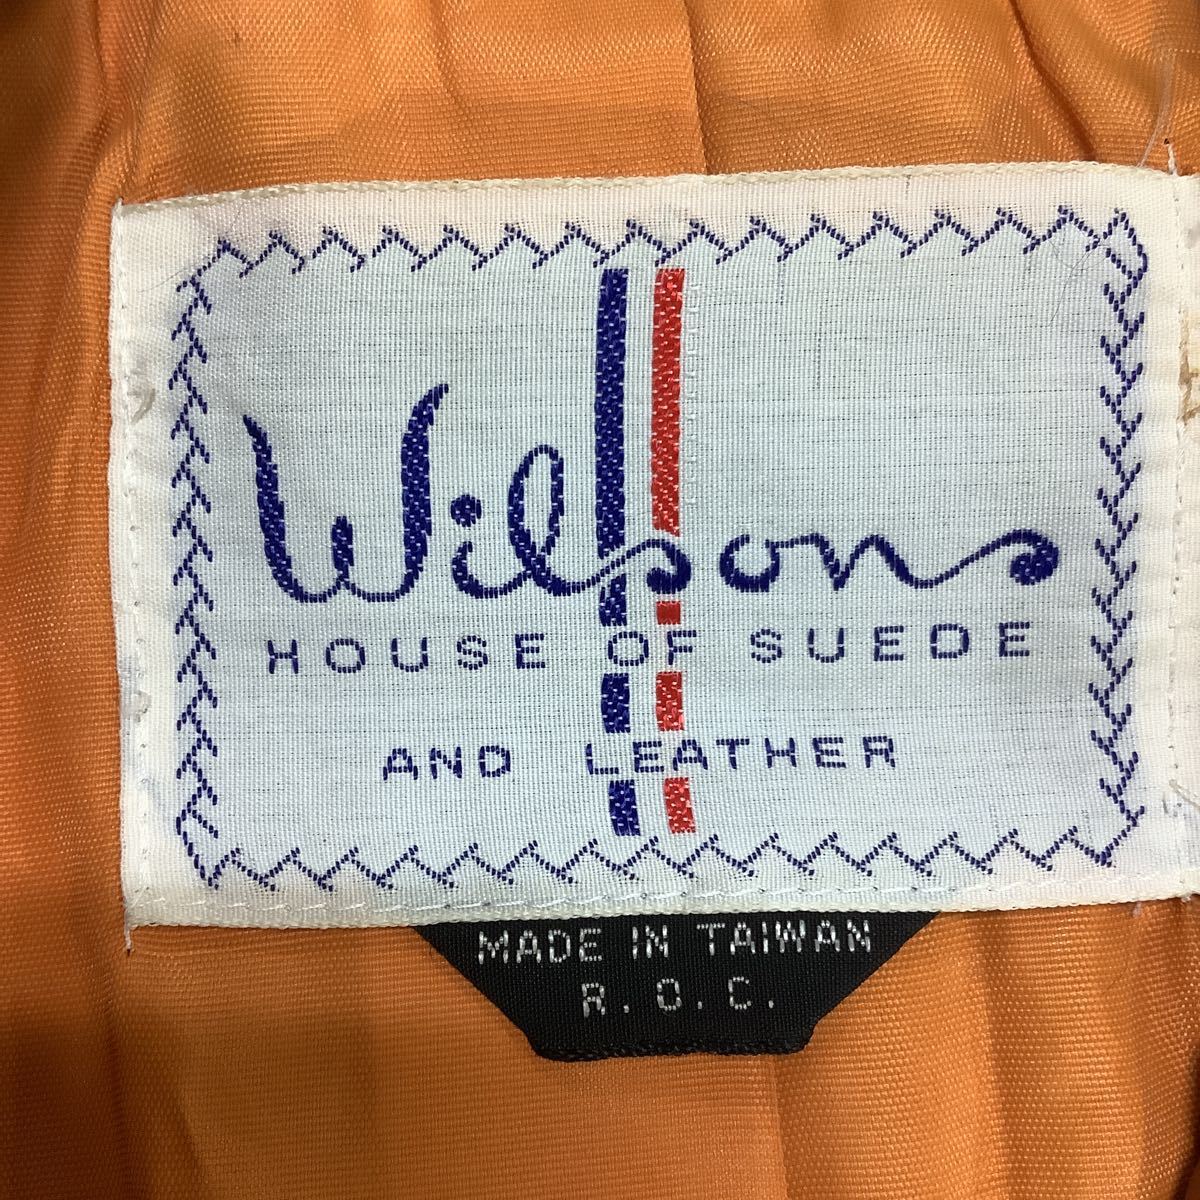 Wilsons
HOUSE OF SUEDE
AND LEATHER
MADE IN TAIWAN
R.O.C.